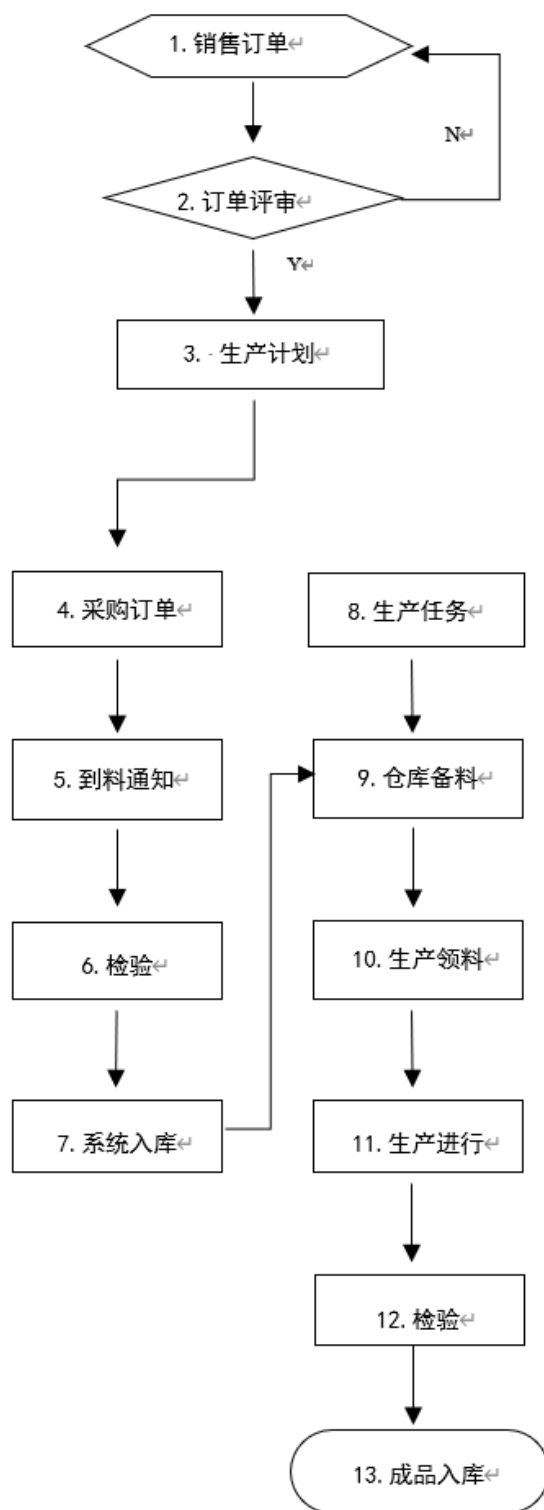 1. 销售订单↵
N↵
2. 订单评审↵
Y↵
3. · 生产计划↵
4. 采购订单↵
8. 生产任务↵
5. 到料通知↵
9. 仓库备料↵
6. 检验↵
10. 生产领料↵
7. 系统入库↵
11. 生产进行↵
12. 检验↵
13. 成品入库↵